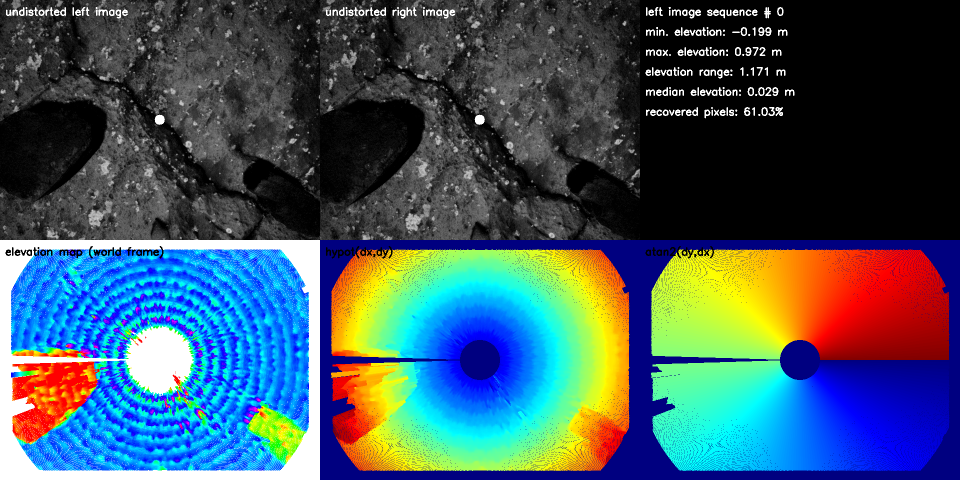 undistorted left image
undistorted right image
left image sequence # 0
min. elevation: -0.199 m
max. elevation: 0.972 m
elevation range: 1.171 m
median elevation: 0.029 m
recovered pixels: 61.03%
elevation map (world frame)
hypot(dx,dy)
atan2(dy,dx)